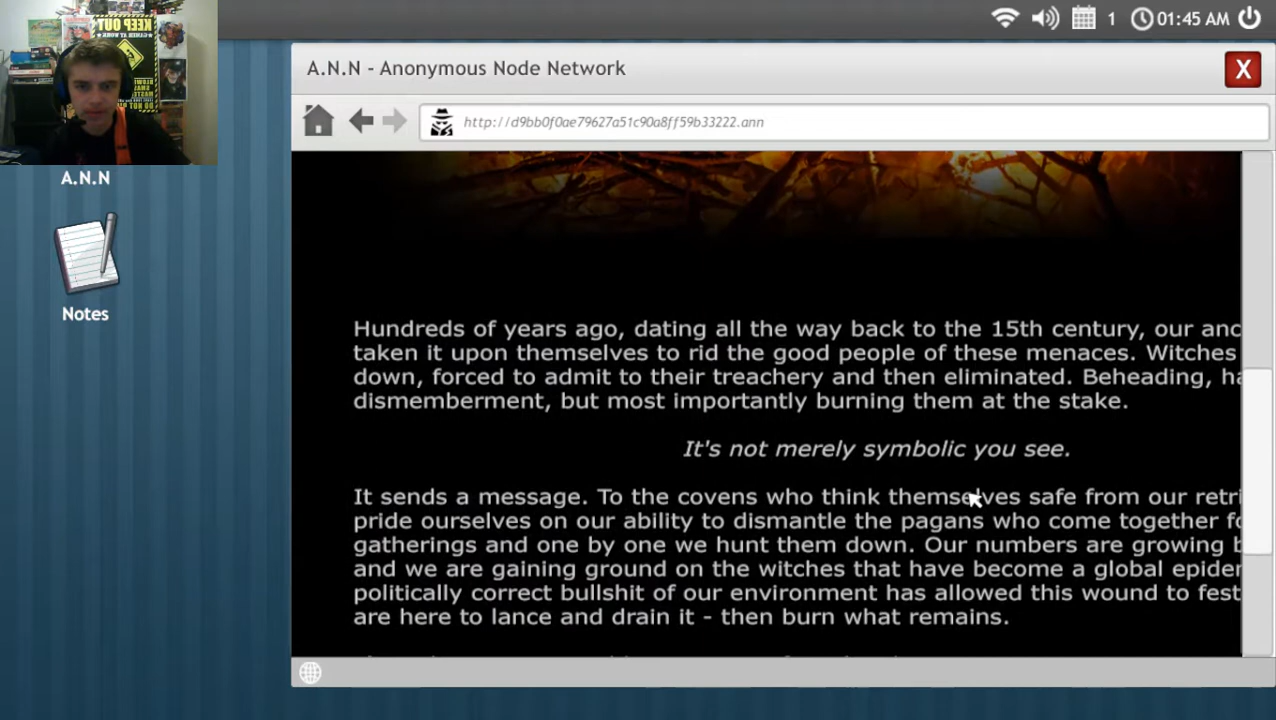 KEEP OUT
1
01:45 AM
A.N.N - Anonymous Node Network
X
http://d9bb0f0ae79627a51c90a8ff59b33222.ann
A.N.N
Notes
Hundreds of years ago, dating all the way back to the 15th century, our anc
taken it upon themselves to rid the good people of these menaces. Witches
down, forced to admit to their treachery and then eliminated. Beheading, ha
dismemberment, but most importantly burning them at the stake.
It's not merely symbolic you see.
It sends a message. To the covens who think themselves safe from our retri
pride ourselves on our ability to dismantle the pagans who come together fo
gatherings and one by one we hunt them down. Our numbers are growing b
and we are gaining ground on the witches that have become a global epider
politically correct bullshit of our environment has allowed this wound to fest
are here to lance and drain it - then burn what remains.